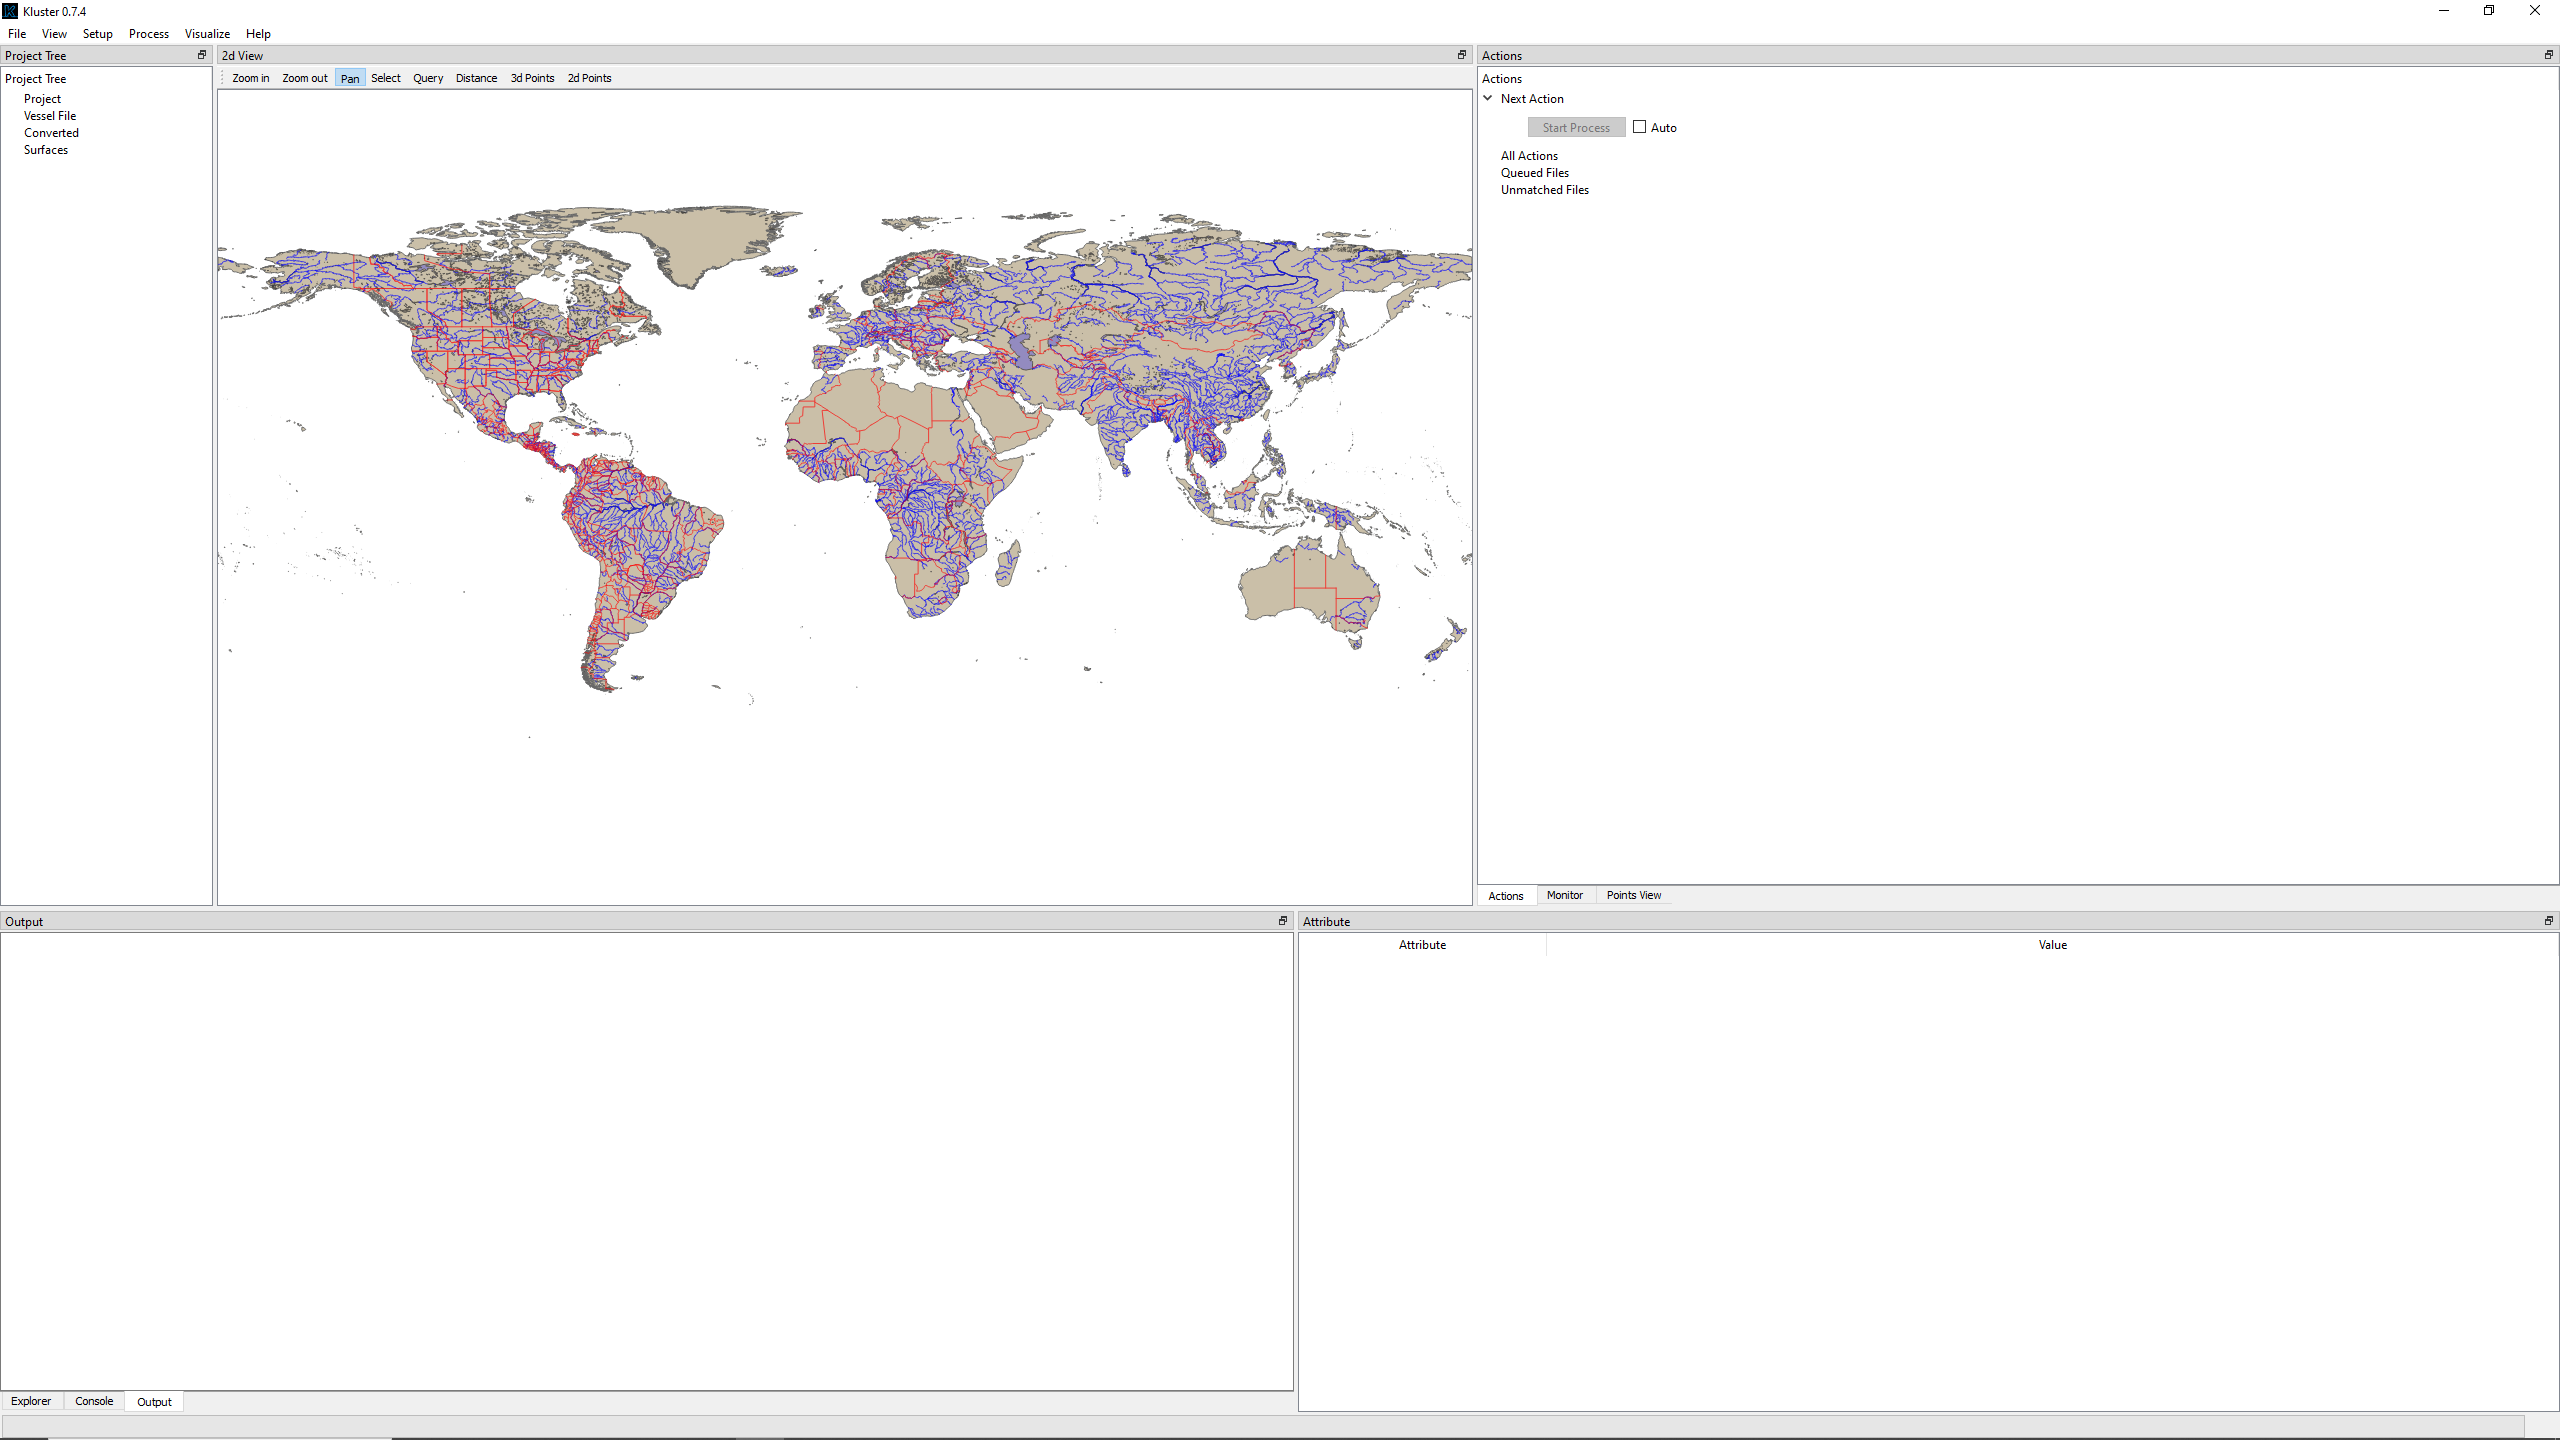 Kluster 0.7.4
File View Setup Process Visualize Help
Project Tree
Project Tree
Project
Vessel File
Converted
Surfaces
2d View
Zoom in Zoom out Pan Select Query Distance 3d Points 2d Points
Actions
Actions
Next Action
Start Process Auto
All Actions
Queued Files
Unmatched Files
Actions Monitor Points View
Output
Explorer Console Output
Attribute
Attribute Value